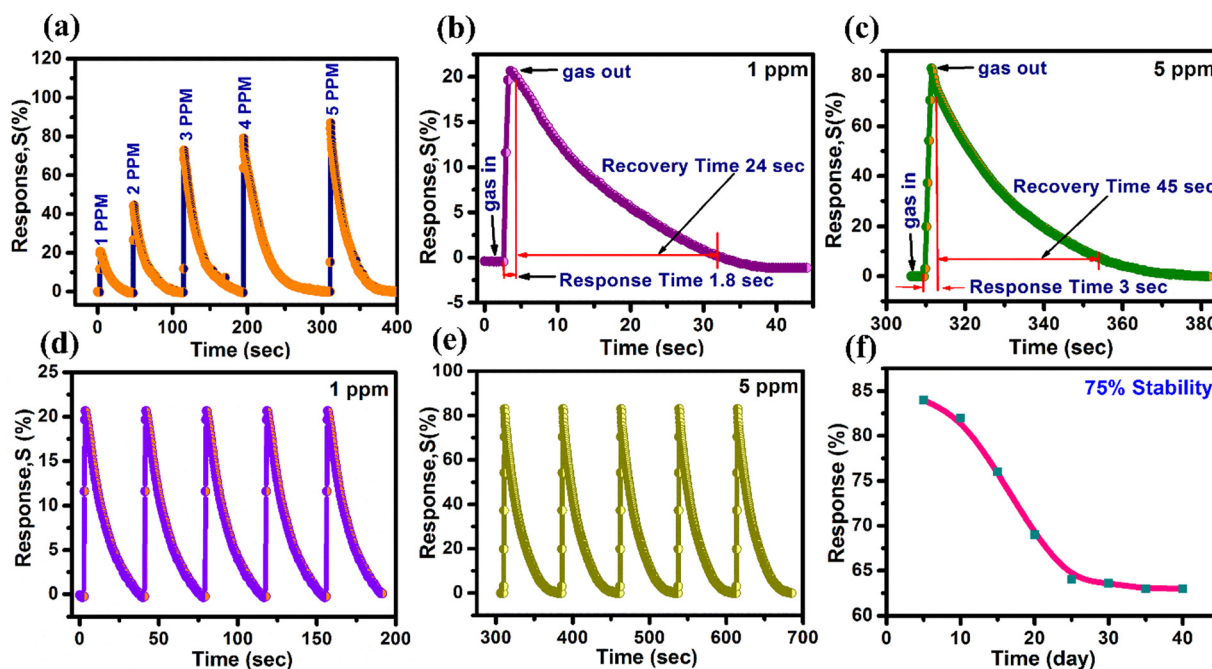 (a)
120
100
80
60
40
20
0
0 100 200 300 400
Response,S(%)
Time (sec)
1 PPM
2 PPM
3 PPM
4 PPM
5 PPM
(b)
1 ppm
20
15
10
5
0
-5
0 10 20 30 40
Response,S(%)
Time (sec)
gas in
gas out
Recovery Time 24 sec
Response Time 1.8 sec
(c)
5 ppm
80
60
40
20
0
300 320 340 360 380
Response,S(%)
Time (sec)
gas in
gas out
Recovery Time 45 sec
Response Time 3 sec
(d)
1 ppm
25
20
15
10
5
0
0 50 100 150 200
Response,S (%)
Time (sec)
(e)
5 ppm
100
80
60
40
20
0
300 400 500 600 700
Response,S(%)
Time (sec)
(f)
75% Stability
85
80
75
70
65
60
0 10 20 30 40
Response (%)
Time (day)